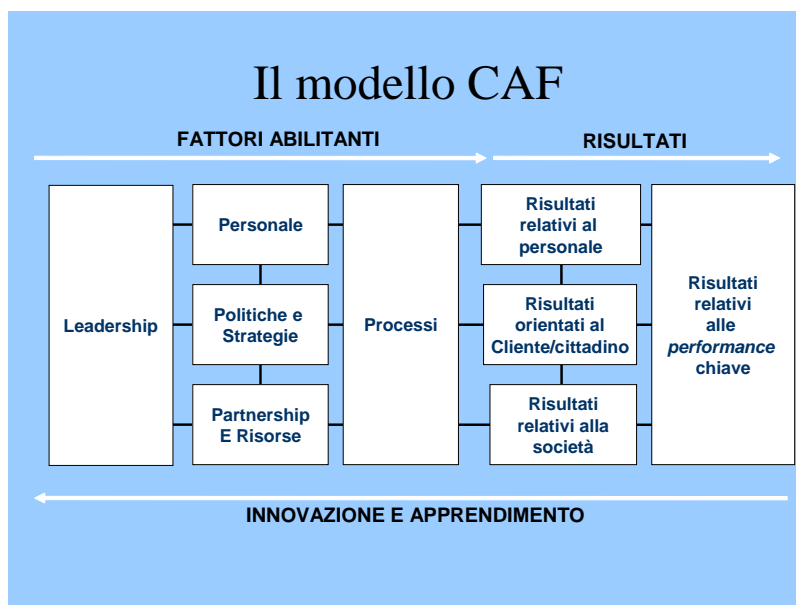 Il modello CAF
FATTORI ABILITANTI
RISULTATI
Leadership
Personale
Politiche e
Strategie
Partnership
E Risorse
Processi
Risultati
relativi al
personale
Risultati
orientati al
Cliente/cittadino
Risultati
relativi alla
società
Risultati
relativi
alle
performance
chiave
INNOVAZIONE E APPRENDIMENTO